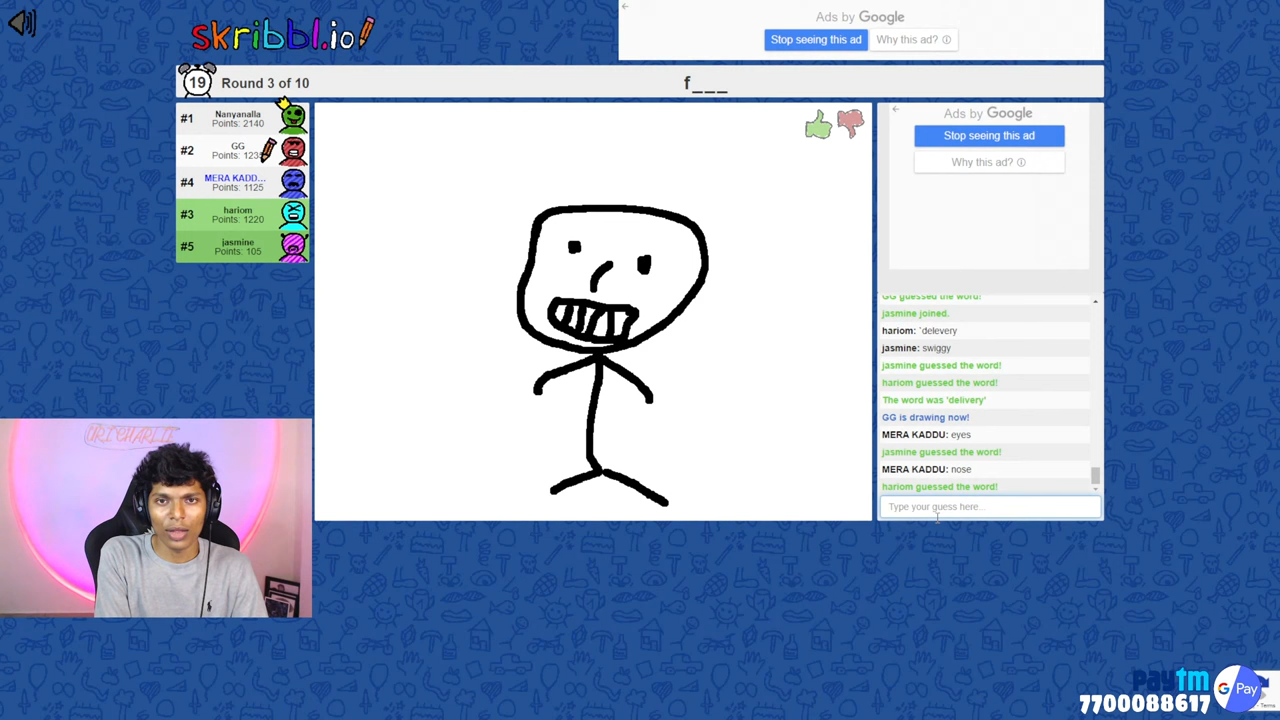 skribbl.io
Ads by Google
Stop seeing this ad
Why this ad?
19
Round 3 of 10
f___
#1
Nanyanalla
Points: 2140
#2
GG
#4
MERA KADD...
Points: 1125
#3
hariom
Points: 1220
#5
jasmine
Points: 105
Ads by Google
Stop seeing this ad
Why this ad?
GG guessed the word!
jasmine joined.
hariom: `delevery
jasmine: swiggy
jasmine guessed the word!
hariom guessed the word!
The word was 'delivery'
GG is drawing now!
MERA KADDU: eyes
jasmine guessed the word!
MERA KADDU: nose
hariom guessed the word!
Type your guess here...
paytm
7700088617
G Pay
- Terms